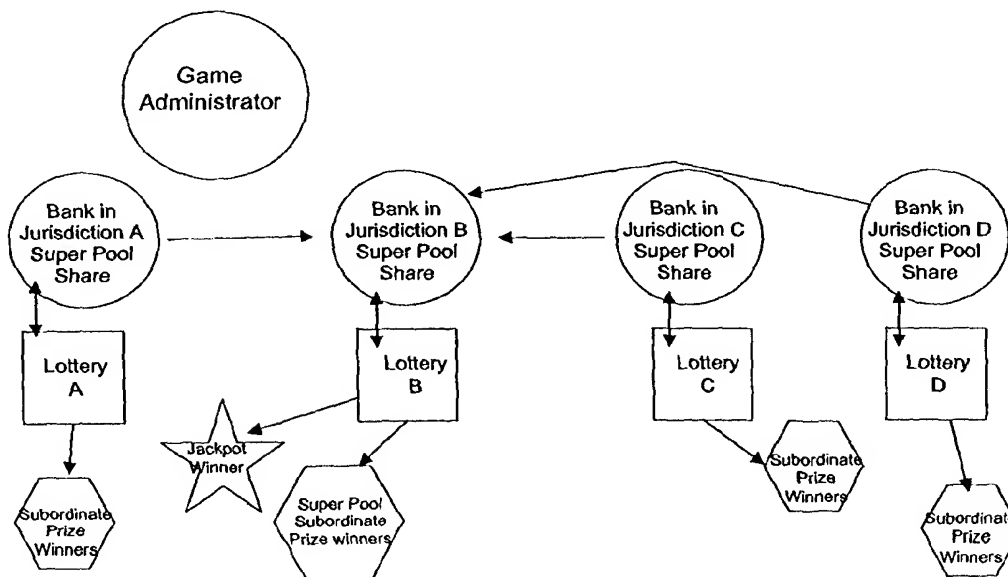 Game
Administrator
Bank in
Jurisdiction A
Super Pool
Share
Bank in
Jurisdiction B
Super Pool
Share
Bank in
Jurisdiction C
Super Pool
Share
Bank in
Jurisdiction D
Super Pool
Share
Lottery
A
Lottery
B
Lottery
C
Lottery
D
Jackpot
Winner
Subordinate
Prize
Winners
Super Pool
Subordinate
Prize winners
Subordinate
Prize
Winners
Subordinate
Prize
Winners